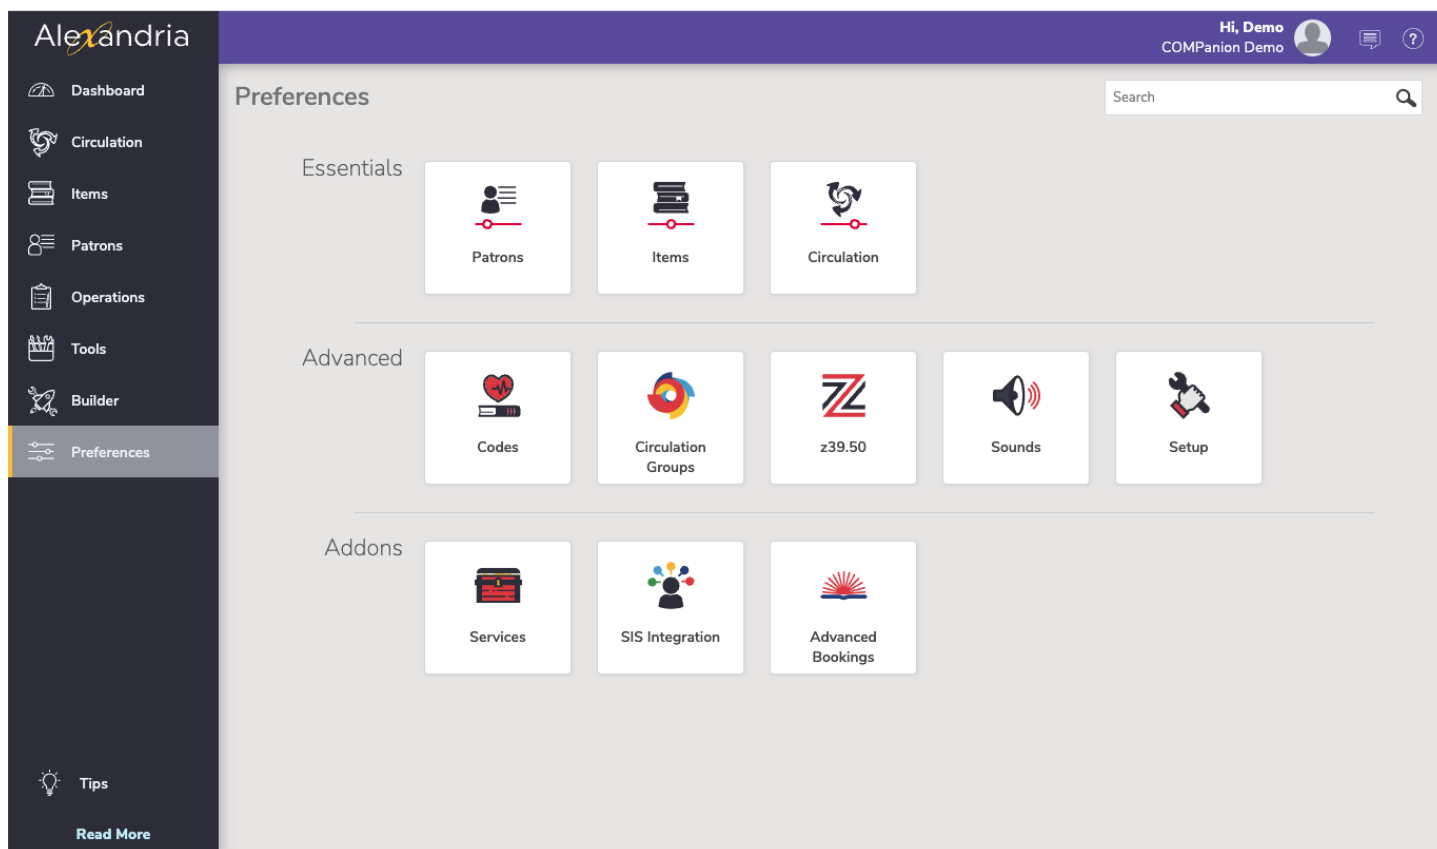 Alexandria
Hi, Demo
COMPanion Demo
?
Dashboard
Circulation
Items
Patrons
Operations
Tools
Builder
Preferences
Tips
Read More
Preferences
Search
Essentials
Patrons
Items
Circulation
Advanced
Codes
Circulation
Groups
z39.50
Sounds
Setup
Addons
Services
SIS Integration
Advanced
Bookings